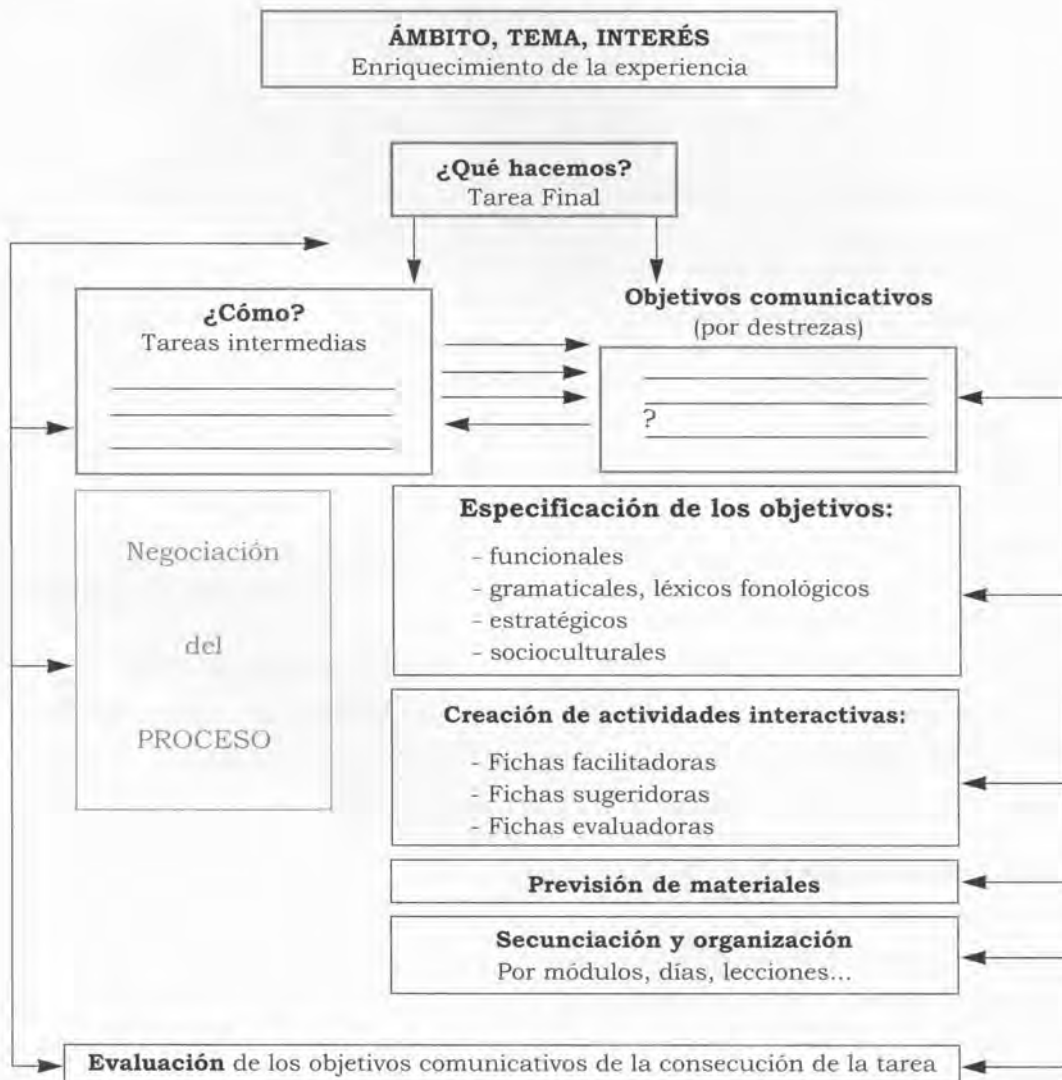 ÁMBITO, TEMA, INTERÉS
Enriquecimiento de la experiencia
¿Qué hacemos?
Tarea Final
¿Cómo?
Tareas intermedias
Objetivos comunicativos
(por destrezas)
?
Negociación
del
PROCESO
Especificación de los objetivos:
- funcionales
- gramaticales, léxicos fonológicos
- estratégicos
- socioculturales
Creación de actividades interactivas:
- Fichas facilitadoras
- Fichas sugeridoras
- Fichas evaluadoras
Previsión de materiales
Secunciación y organización
Por módulos, días, lecciones...
Evaluación de los objetivos comunicativos de la consecución de la tarea